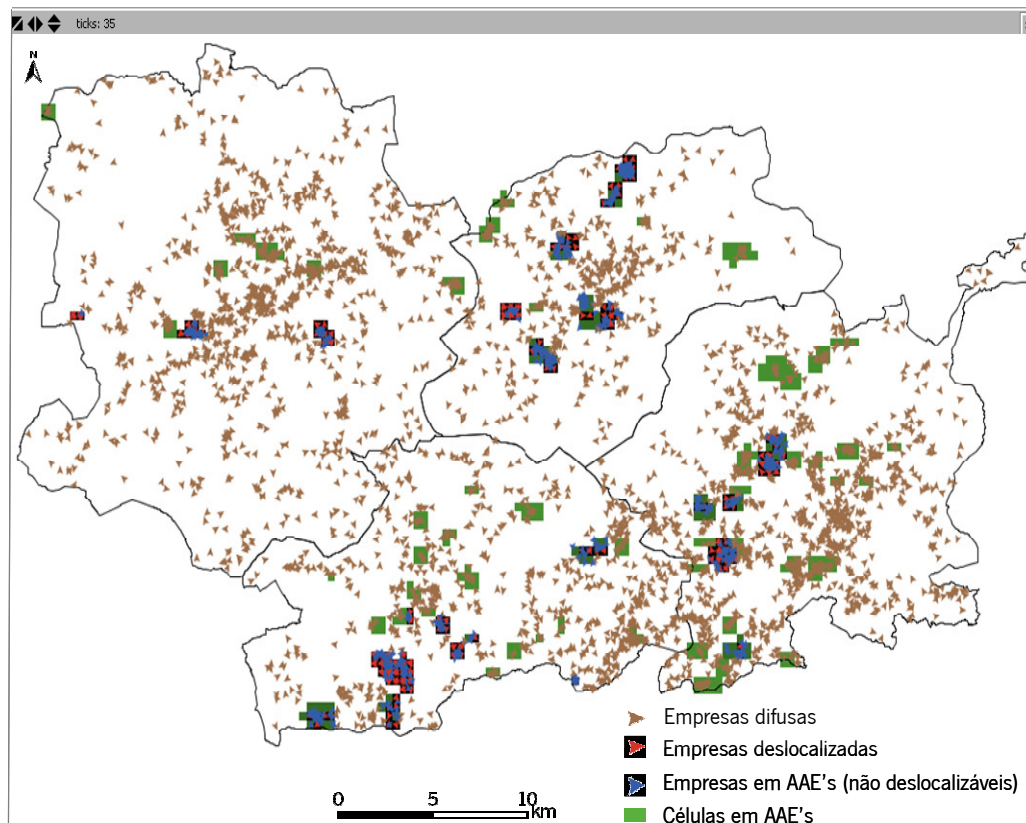 ticks: 35
N
Empresas difusas
Empresas deslocalizadas
Empresas em AAE's (não deslocalizáveis)
Células em AAE's
0 5 10
km